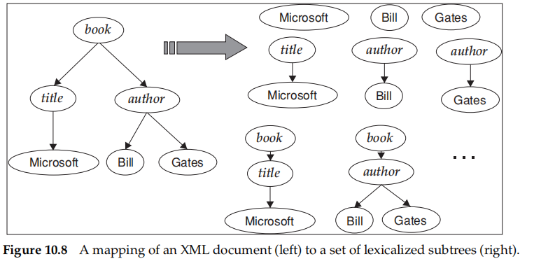 book
title
author
Microsoft
Bill
Gates
Microsoft
Bill
Gates
title
author
author
Microsoft
Bill
Gates
book
book
title
author
Microsoft
Bill
Gates
...
Figure 10.8 A mapping of an XML document (left) to a set of lexicalized subtrees (right).